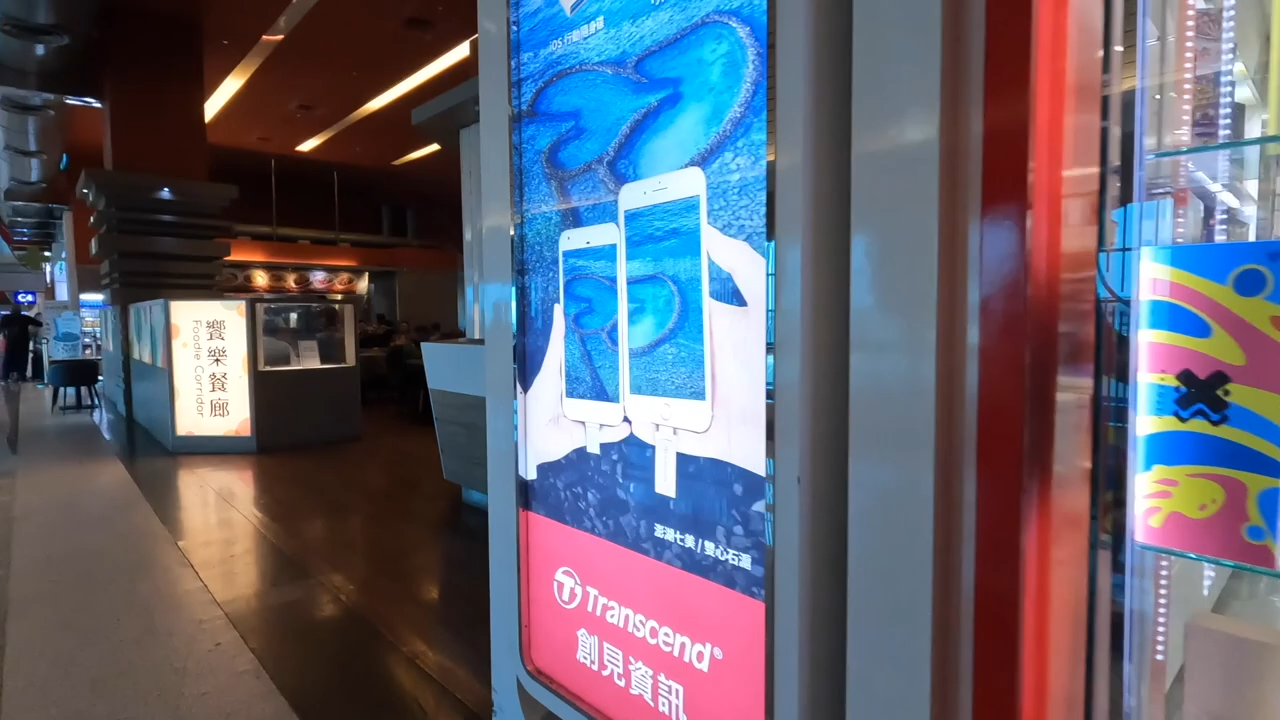 C4
饗樂餐廊
Foodie Corridor
iOS 行動隨身碟
澎湖七美 / 雙心石滬
Transcend®
創見資訊